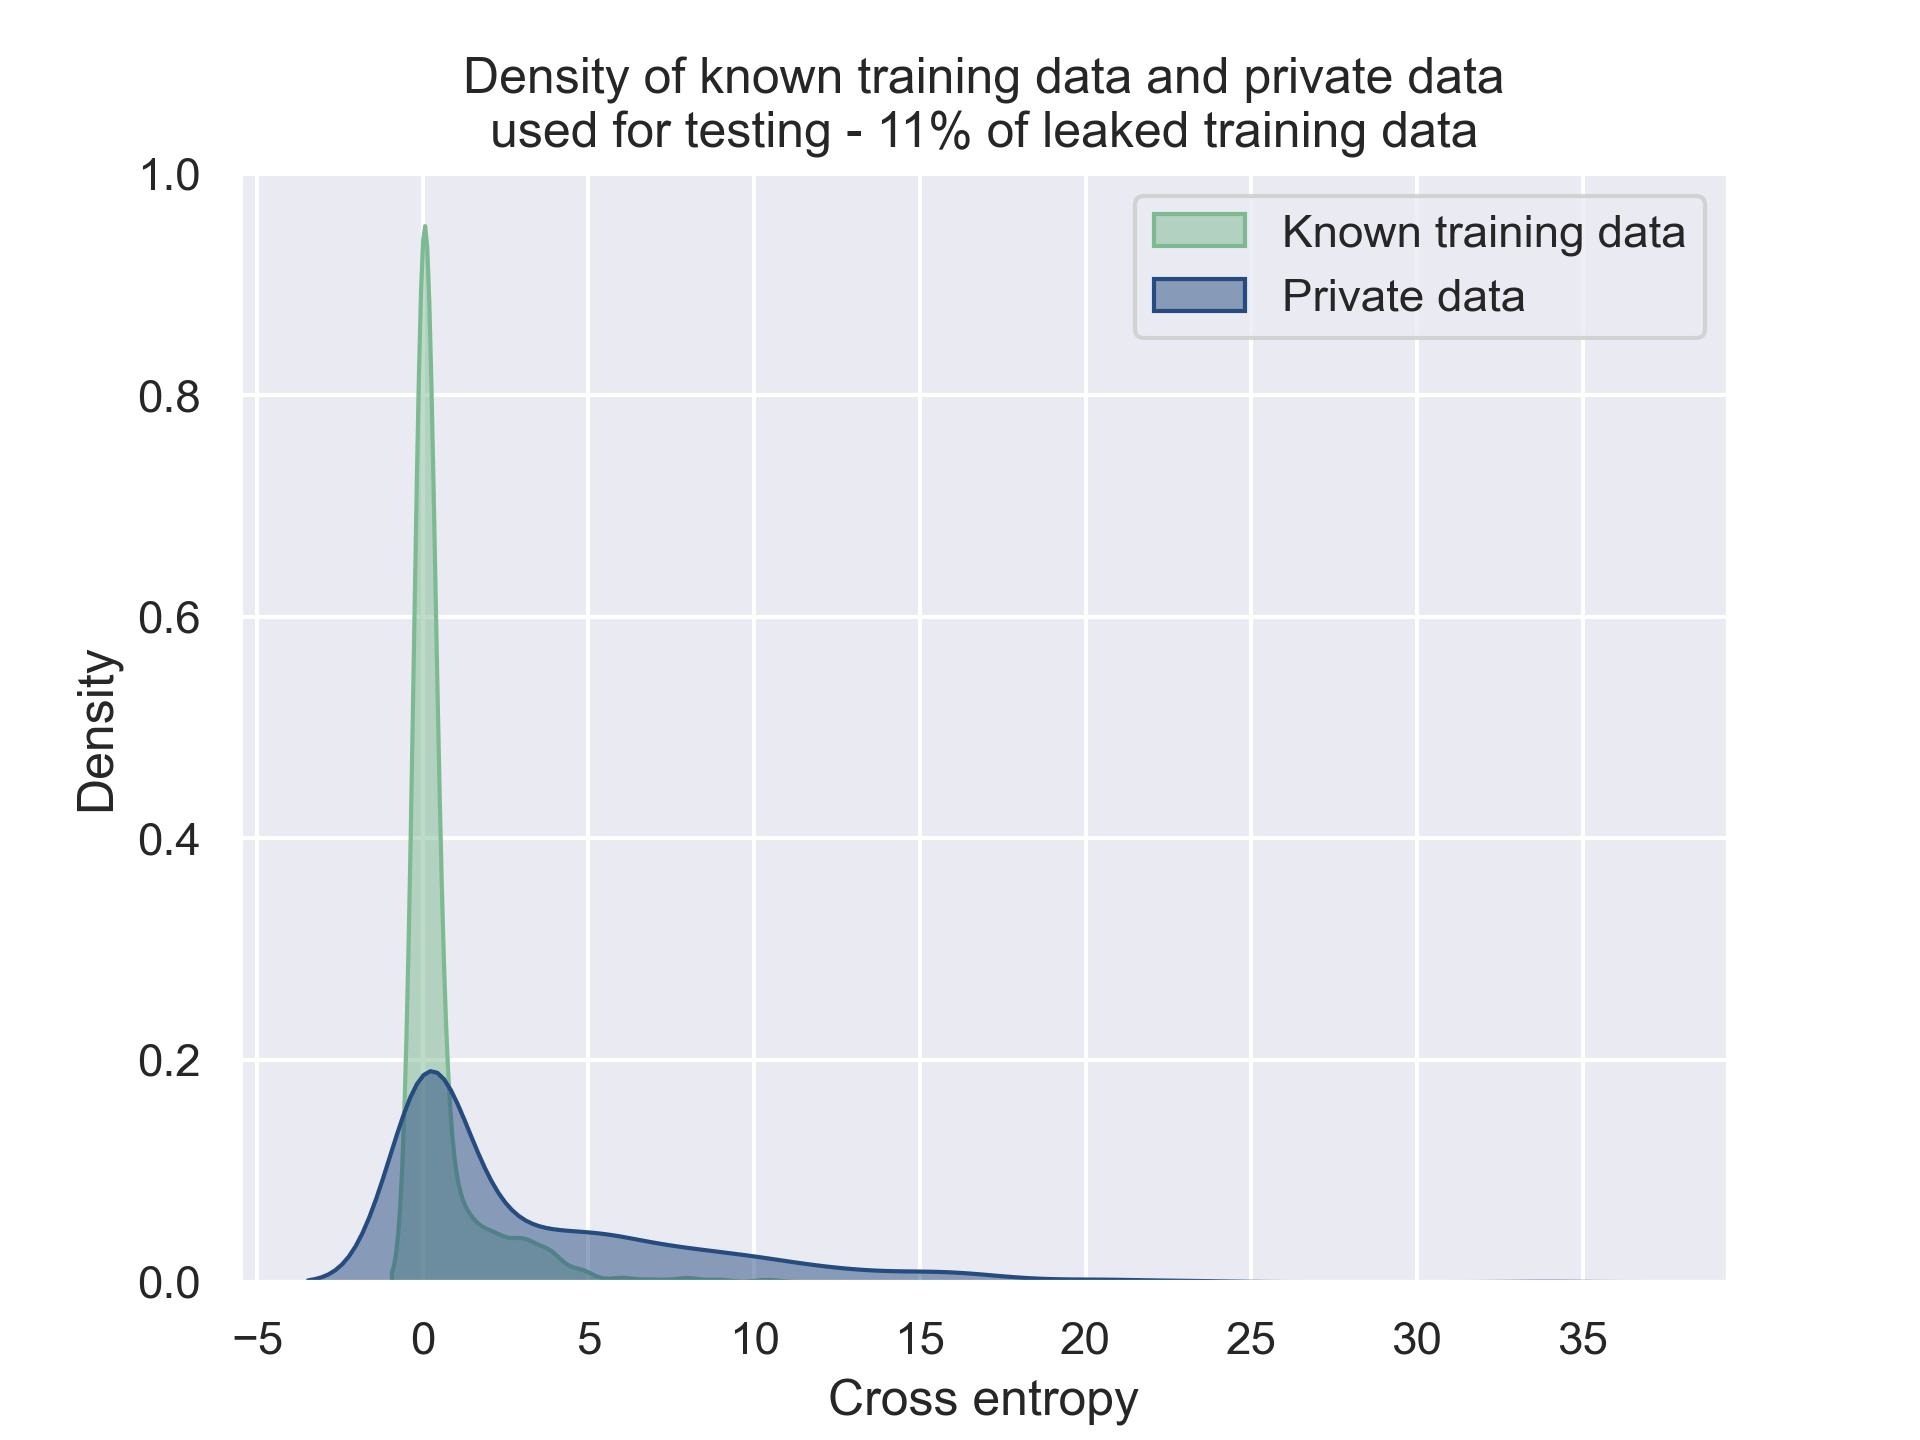 Density of known training data and private data
used for testing - 11% of leaked training data
1.0
Known training data
Private data
0.8
0.6
Density
0.4
0.2
0.0
−5 0 5 10 15 20 25 30 35
Cross entropy